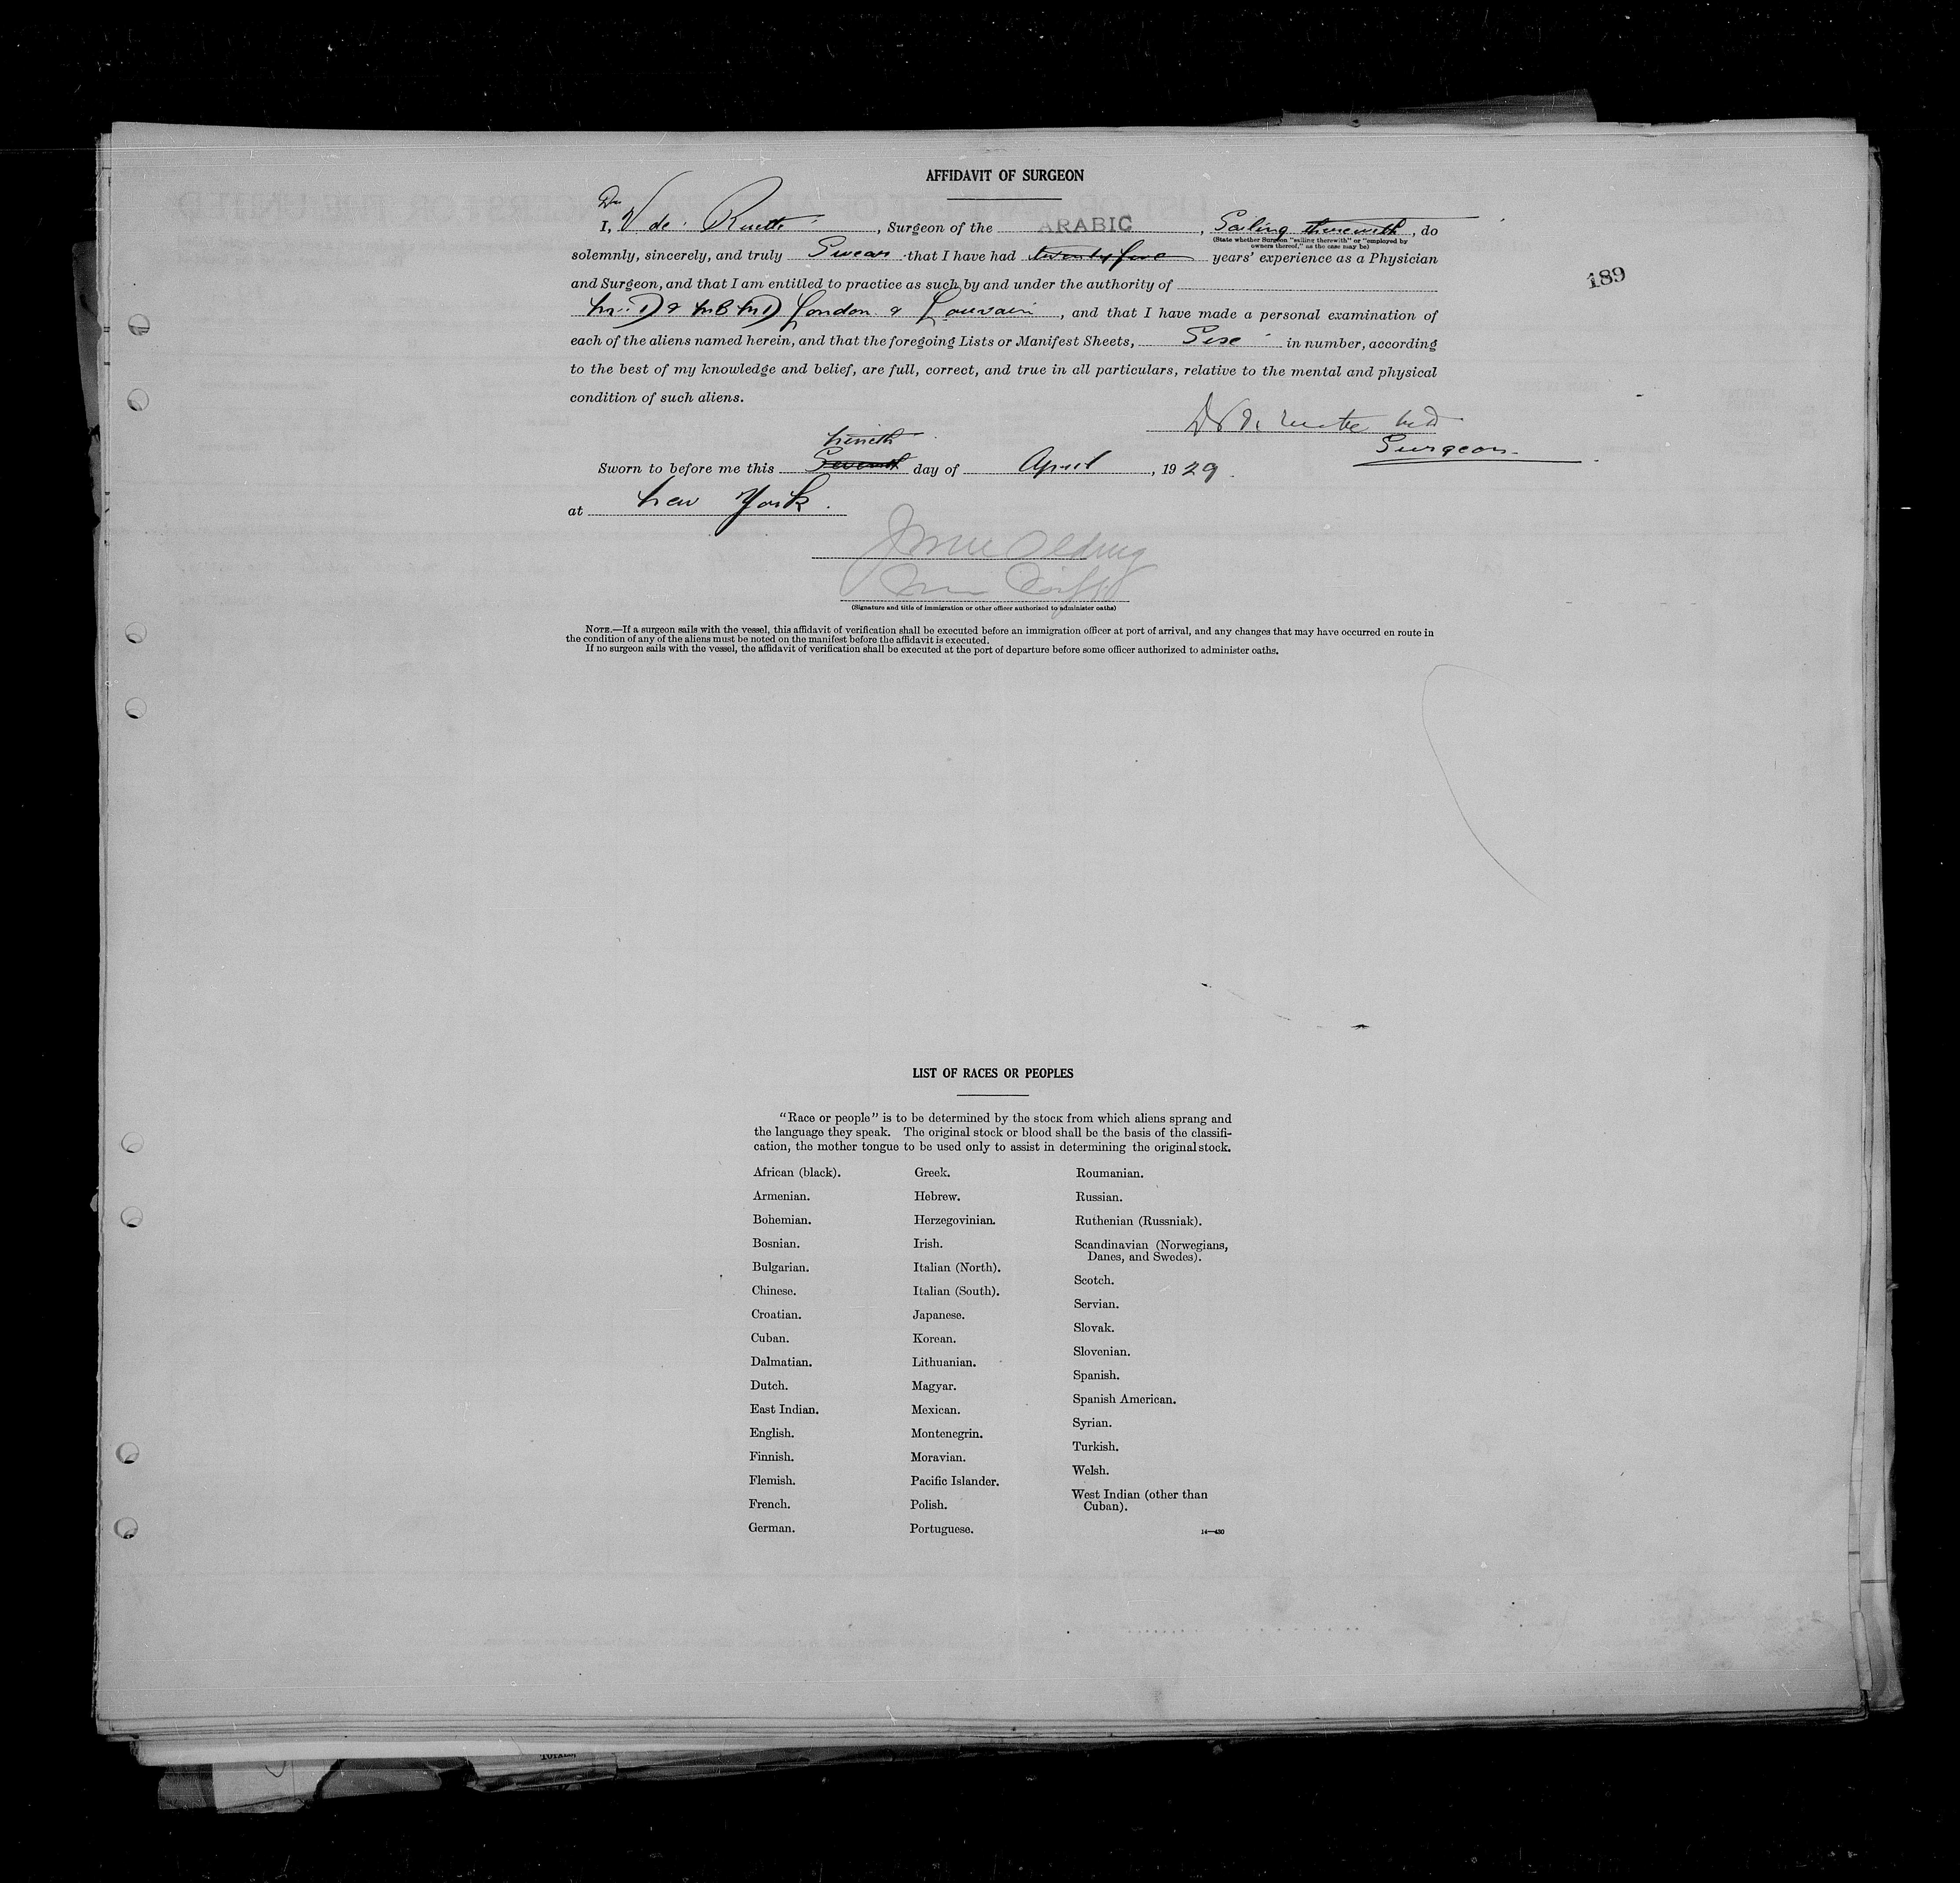 AFFIDAVIT OF SURGEON
Dr
I, V de Ruette, Surgeon of the ARABIC, Sailing therewith, do
(State whether Surgeon "sailing therewith" or "employed by
owners thereof," as the case may be)
solemnly, sincerely, and truly Swear that I have had twenty five years' experience as a Physician
189
and Surgeon, and that I am entitled to practice as such by and under the authority of
London & Louvain, and that I have made a personal examination of
each of the aliens named herein, and that the foregoing Lists or Manifest Sheets, in number, according
to the best of my knowledge and belief, are full, correct, and true in all particulars, relative to the mental and physical
condition of such aliens.
Surgeon
nineth
Sworn to before me this Seventh day of April, 1929.
at New York.
(Signature and title of immigration or other officer authorized to administer oaths)
NOTE.—If a surgeon sails with the vessel, this affidavit of verification shall be executed before an immigration officer at port of arrival, and any changes that may have occurred en route in
the condition of any of the aliens must be noted on the manifest before the affidavit is executed.
If no surgeon sails with the vessel, the affidavit of verification shall be executed at the port of departure before some officer authorized to administer oaths.
LIST OF RACES OR PEOPLES
"Race or people" is to be determined by the stock from which aliens sprang and
the language they speak. The original stock or blood shall be the basis of the classifi-
cation, the mother tongue to be used only to assist in determining the original stock.
African (black).
Armenian.
Bohemian.
Bosnian.
Bulgarian.
Chinese.
Croatian.
Cuban.
Dalmatian.
Dutch.
East Indian.
English.
Finnish.
Flemish.
French.
German.
Greek.
Hebrew.
Herzegovinian.
Irish.
Italian (North).
Italian (South).
Japanese.
Korean.
Lithuanian.
Magyar.
Mexican.
Montenegrin.
Moravian.
Pacific Islander.
Polish.
Portuguese.
Roumanian.
Russian.
Ruthenian (Russniak).
Scandinavian (Norwegians,
Danes, and Swedes).
Scotch.
Servian.
Slovak.
Slovenian.
Spanish.
Spanish American.
Syrian.
Turkish.
Welsh.
West Indian (other than
Cuban).
14—430